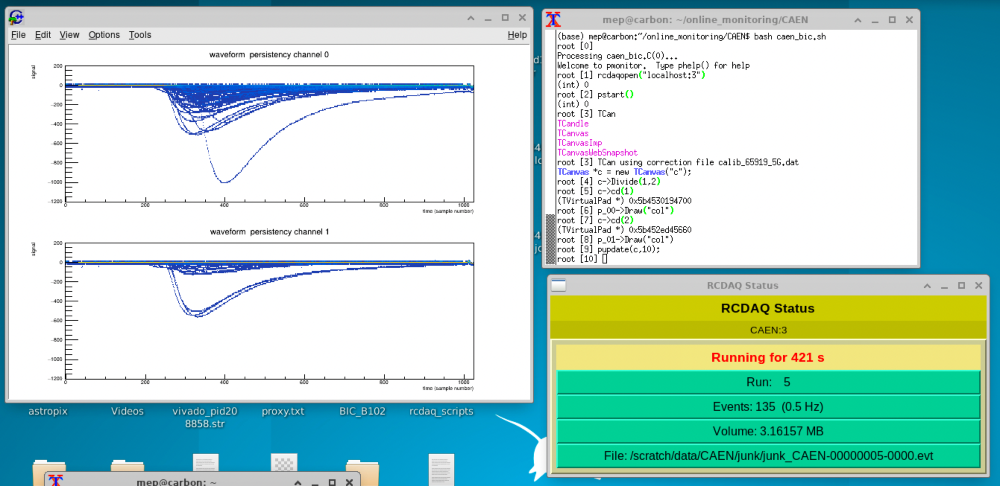 File Edit View Options Tools Help
waveform persistency channel 0
signal
200
0
−200
−400
−600
−800
−1000
−1200
0 200 400 600 800 1000
time (sample number)
waveform persistency channel 1
signal
200
0
−200
−400
−600
−800
−1000
−1200
0 200 400 600 800 1000
time (sample number)
mep@carbon: ~/online_monitoring/CAEN
(base) mep@carbon:~/online_monitoring/CAEN$ bash caen_bic.sh
root [0]
Processing caen_bic.C(0)...
Welcome to pmonitor.  Type phelp() for help
root [1] rcdaqopen("localhost:3")
(int) 0
root [2] pstart()
(int) 0
root [3] TCan
TCandle
TCanvas
TCanvasImp
TCanvasWebSnapshot
root [3] TCan using correction file calib_65919_5G.dat
TCanvas *c = new TCanvas("c");
root [4] c->Divide(1,2)
root [5] c->cd(1)
(TVirtualPad *) 0x5b4530194700
root [6] p_00->Draw("col")
root [7] c->cd(2)
(TVirtualPad *) 0x5b452ed45660
root [8] p_01->Draw("col")
root [9] pupdate(c,10);
root [10]
RCDAQ Status
RCDAQ Status
CAEN:3
Running for 421 s
Run: 5
Events: 135 (0.5 Hz)
Volume: 3.16157 MB
File: /scratch/data/CAEN/junk/junk_CAEN-00000005-0000.evt
astropix
Videos
vivado_pid20
8858.str
proxy.txt
BIC_B102
rcdaq_scripts
mep@carbon: ~